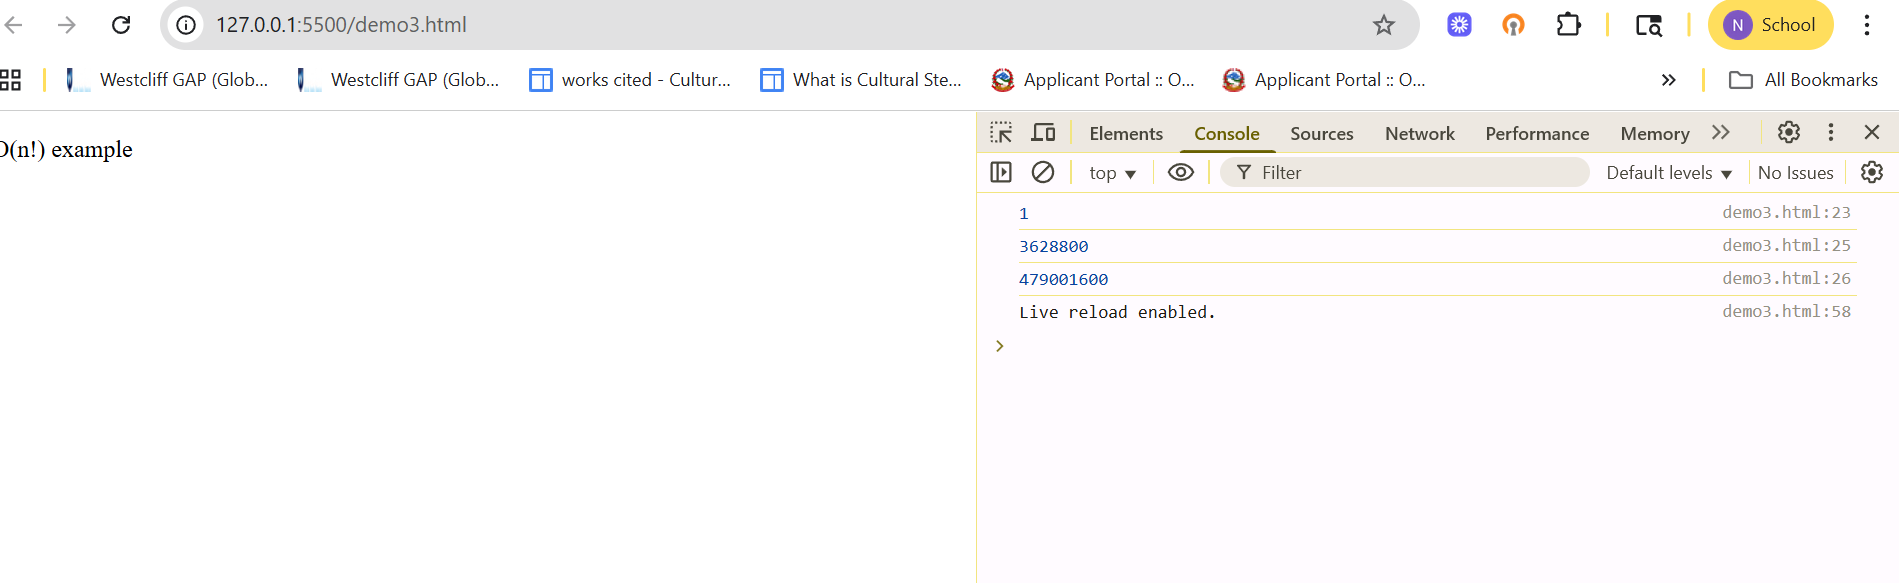 127.0.0.1:5500/demo3.html
N School
Westcliff GAP (Glob...
Westcliff GAP (Glob...
works cited - Cultur...
What is Cultural Ste...
Applicant Portal :: O...
Applicant Portal :: O...
All Bookmarks
O(n!) example
Elements Console Sources Network Performance Memory
top
Filter
Default levels
No Issues
1 demo3.html:23
3628800 demo3.html:25
479001600 demo3.html:26
Live reload enabled. demo3.html:58